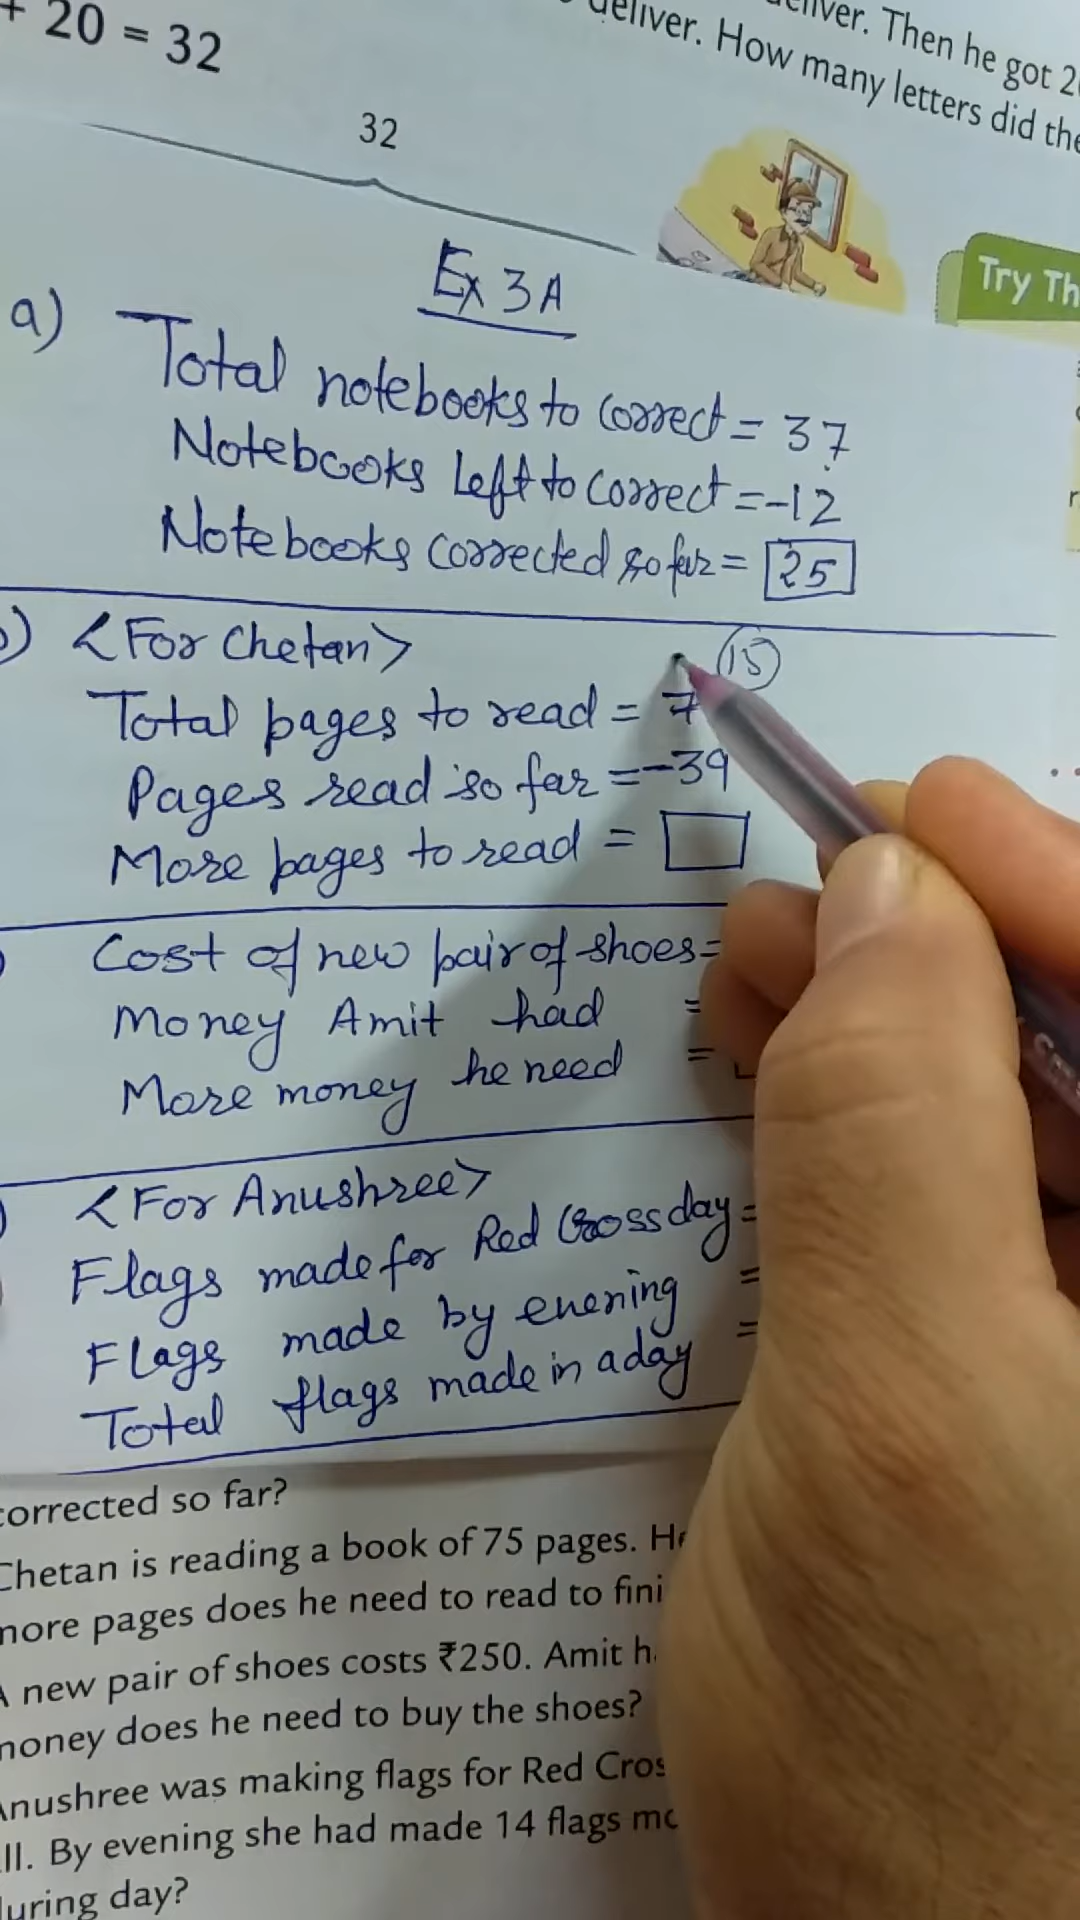 + 20 = 32
deliver. Then he got
deliver. How many letters did the
32
Try Th
Ex 3A
a) Total notebooks to correct = 37
Notebooks left to correct = -12
Notebooks corrected so far = 25
) <For Chetan>
15
Total pages to read = 7
Pages read so far = -39
More pages to read =
Cost of new pair of shoes =
Money Amit had =
More money he need =
<For Anushree>
Flags made for Red Cross day =
Flags made by evening =
Total flags made in a day =
corrected so far?
Chetan is reading a book of 75 pages. He
more pages does he need to read to fini
A new pair of shoes costs ₹250. Amit h
money does he need to buy the shoes?
Anushree was making flags for Red Cros
ll. By evening she had made 14 flags mo
during day?